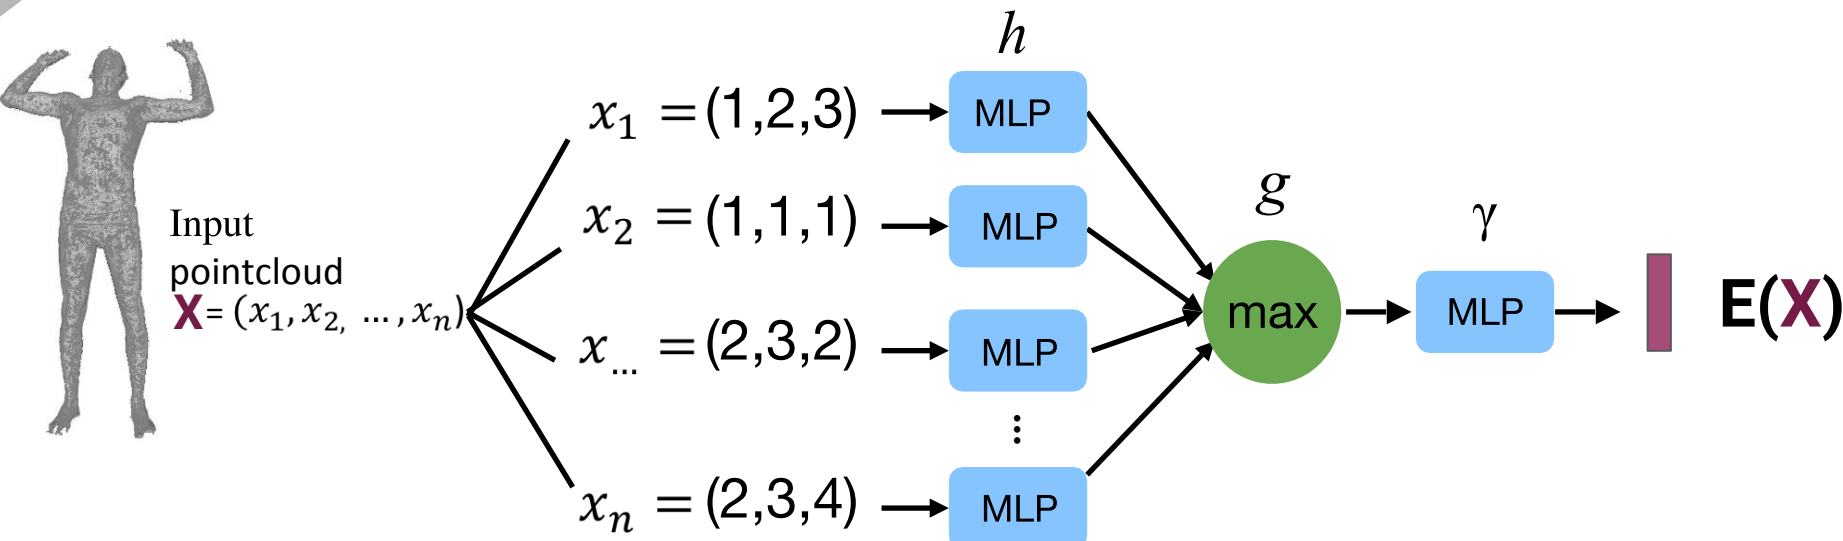 h
x₁ = (1,2,3) MLP
g
x₂ = (1,1,1) MLP
γ
Input
pointcloud
X= (x₁, x₂, ..., xₙ)
max
MLP
E(X)
x... = (2,3,2) MLP
⋮
xₙ = (2,3,4) MLP